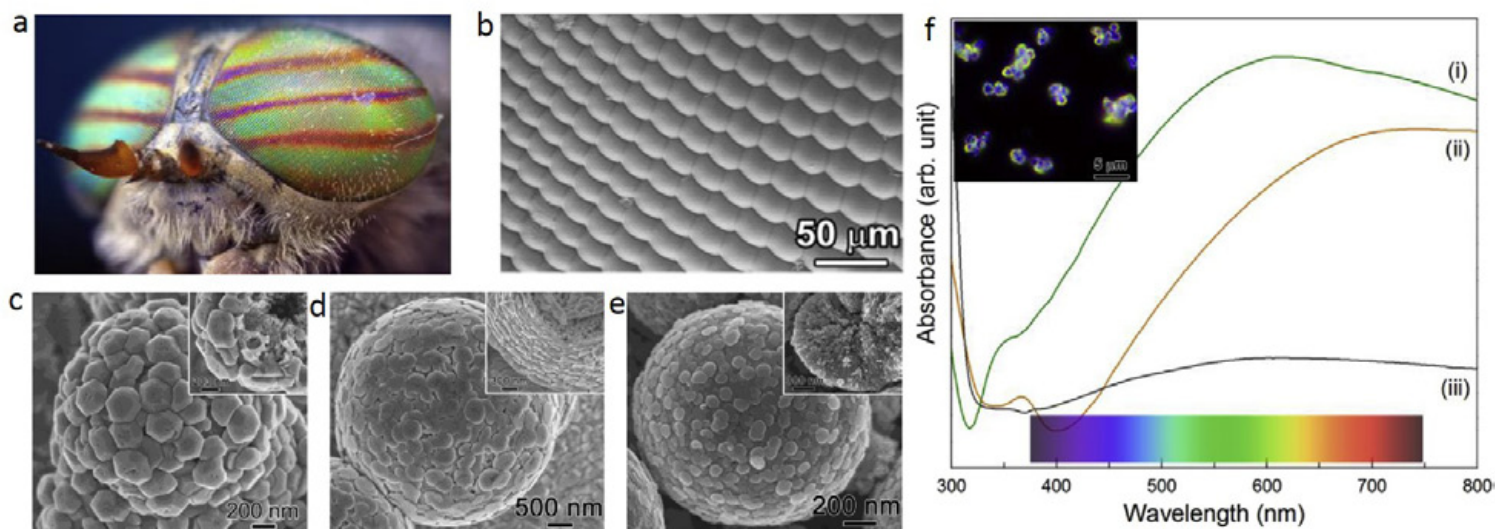 a
b
50 μm
c
200 nm
d
500 nm
e
200 nm
f
5 μm
(i)
(ii)
(iii)
Absorbance (arb. unit)
300 400 500 600 700 800
Wavelength (nm)